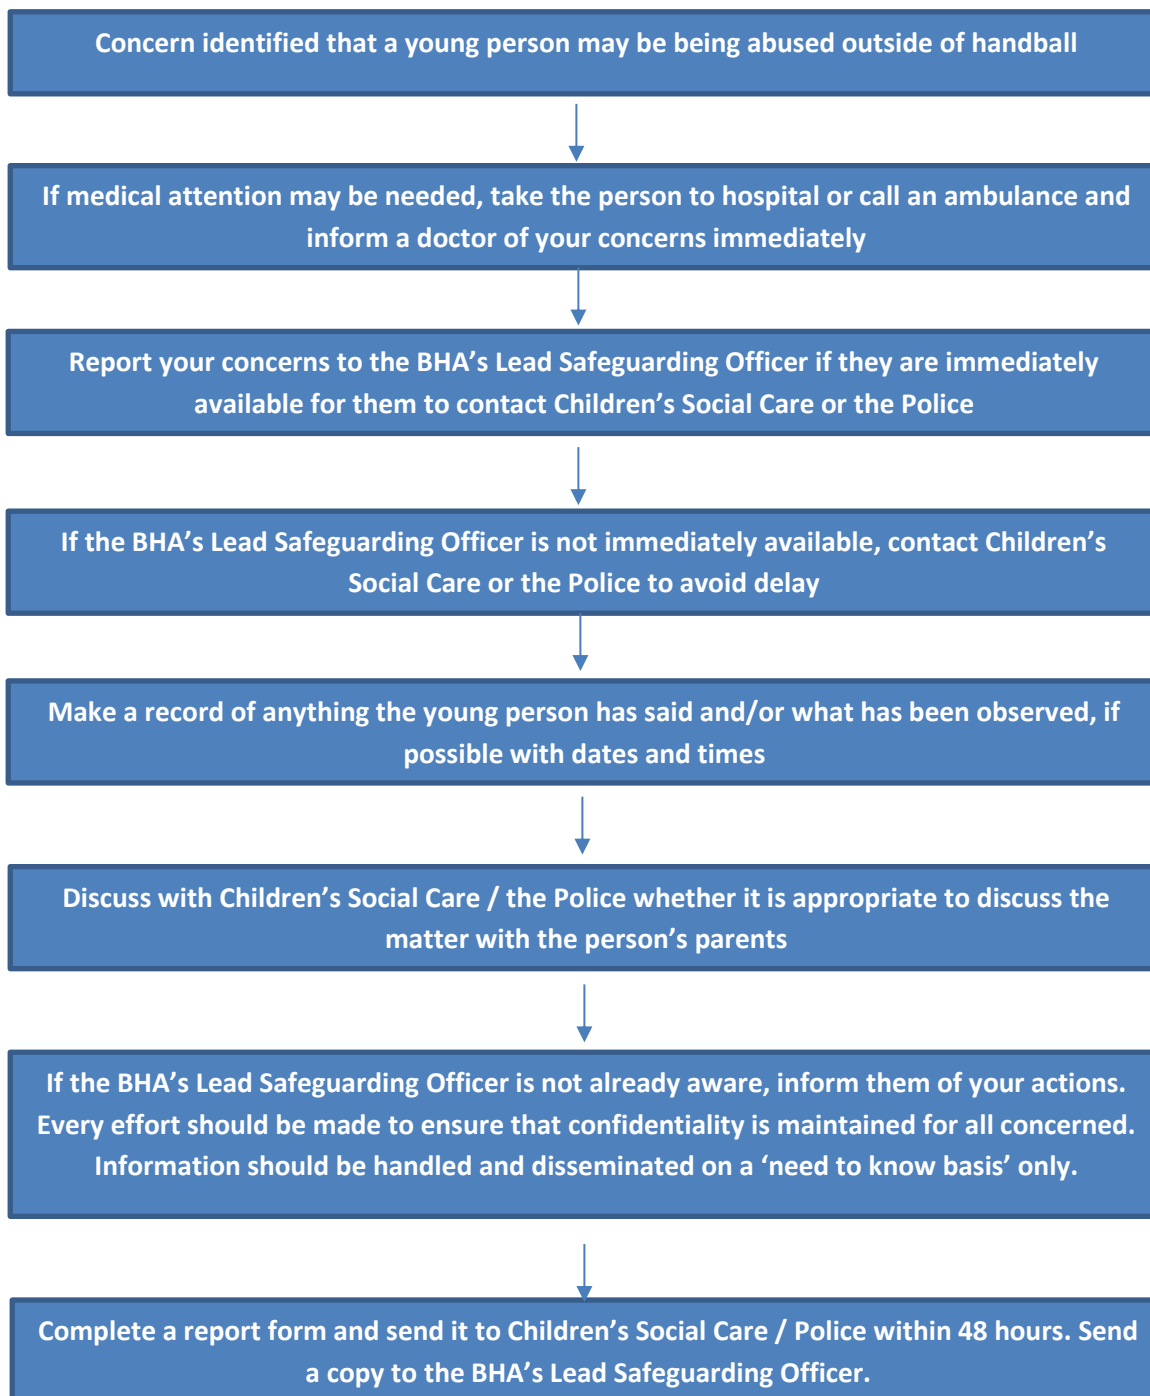 Concern identified that a young person may be being abused outside of handball
If medical attention may be needed, take the person to hospital or call an ambulance and
inform a doctor of your concerns immediately
Report your concerns to the BHA’s Lead Safeguarding Officer if they are immediately
available for them to contact Children’s Social Care or the Police
If the BHA’s Lead Safeguarding Officer is not immediately available, contact Children’s
Social Care or the Police to avoid delay
Make a record of anything the young person has said and/or what has been observed, if
possible with dates and times
Discuss with Children’s Social Care / the Police whether it is appropriate to discuss the
matter with the person’s parents
If the BHA’s Lead Safeguarding Officer is not already aware, inform them of your actions.
Every effort should be made to ensure that confidentiality is maintained for all concerned.
Information should be handled and disseminated on a ‘need to know basis’ only.
Complete a report form and send it to Children’s Social Care / Police within 48 hours. Send
a copy to the BHA’s Lead Safeguarding Officer.